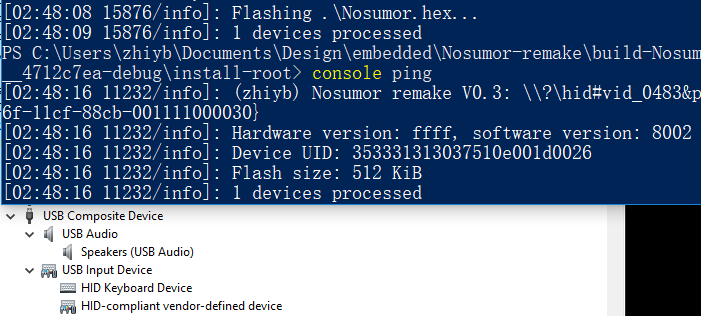 [02:48:08 15876/info]: Flashing .\Nosumor.hex...
[02:48:09 15876/info]: 1 devices processed
PS C:\Users\zhiyb\Documents\Design\embedded\Nosumor-remake\build-Nosum
__4712c7ea-debug\install-root> console ping
[02:48:16 11232/info]: (zhiyb) Nosumor remake V0.3: \\?\hid#vid_0483&p
6f-11cf-88cb-001111000030}
[02:48:16 11232/info]: Hardware version: ffff, software version: 8002
[02:48:16 11232/info]: Device UID: 353331313037510e001d0026
[02:48:16 11232/info]: Flash size: 512 KiB
[02:48:16 11232/info]: 1 devices processed
USB Composite Device
USB Audio
Speakers (USB Audio)
USB Input Device
HID Keyboard Device
HID-compliant vendor-defined device